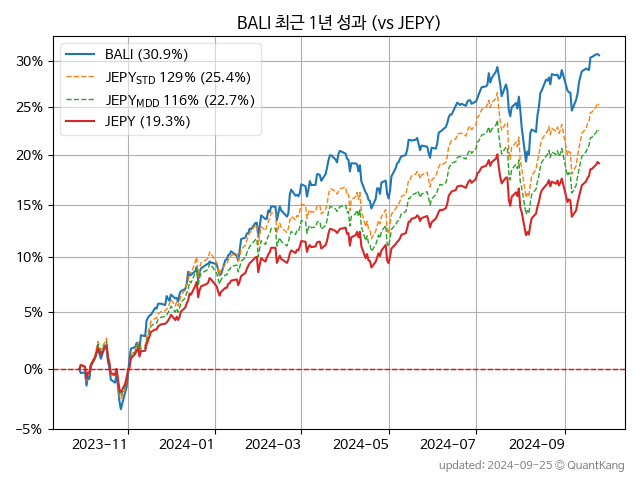 BALI 최근 1년 성과 (vs JEPY)
BALI (30.9%)
JEPY_STD 129% (25.4%)
JEPY_MDD 116% (22.7%)
JEPY (19.3%)
30%
25%
20%
15%
10%
5%
0%
−5%
2023−11 2024−01 2024−03 2024−05 2024−07 2024−09
updated: 2024-09-25 © QuantKang